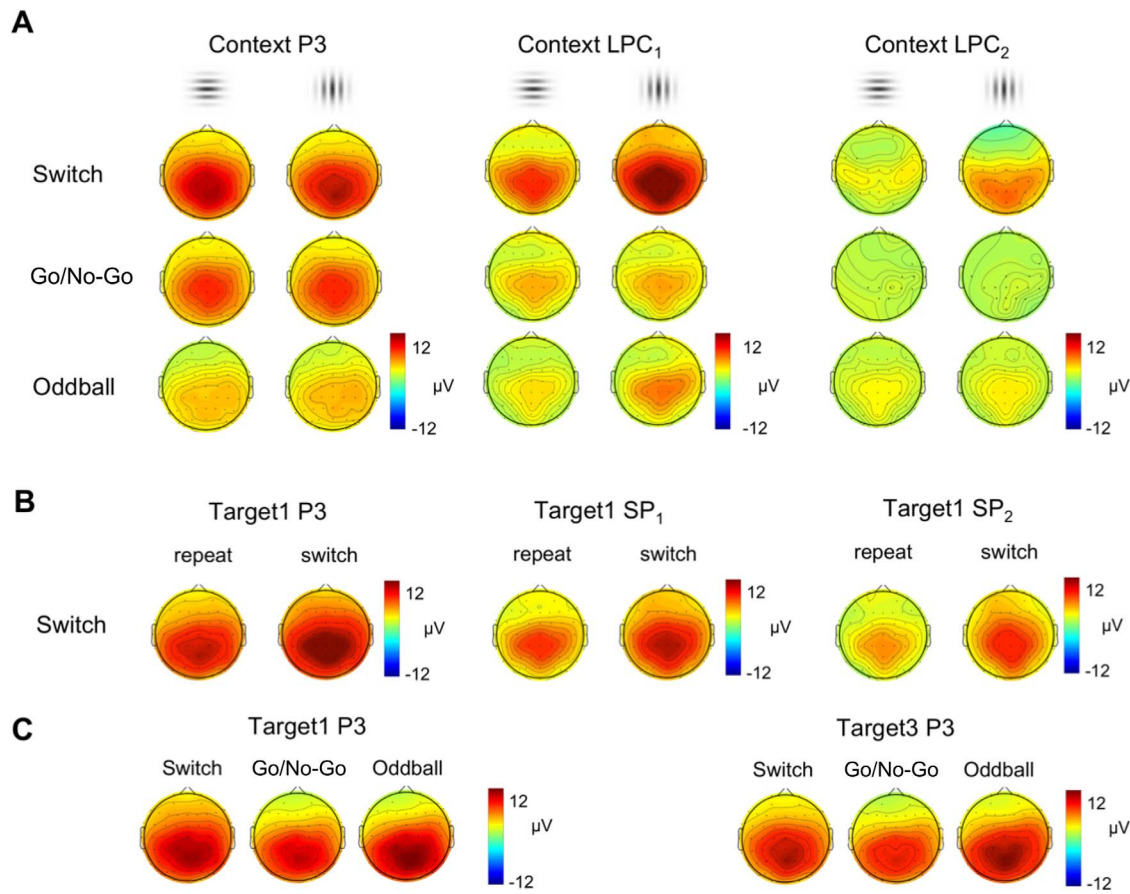 A
Context P3 Context LPC1 Context LPC2
Switch
Go/No-Go
Oddball
12 12 12
µV µV µV
-12 -12 -12
B
Target1 P3 Target1 SP1 Target1 SP2
repeat switch repeat switch repeat switch
Switch
12 12 12
µV µV µV
-12 -12 -12
C
Target1 P3 Target3 P3
Switch Go/No-Go Oddball Switch Go/No-Go Oddball
12 12
µV µV
-12 -12